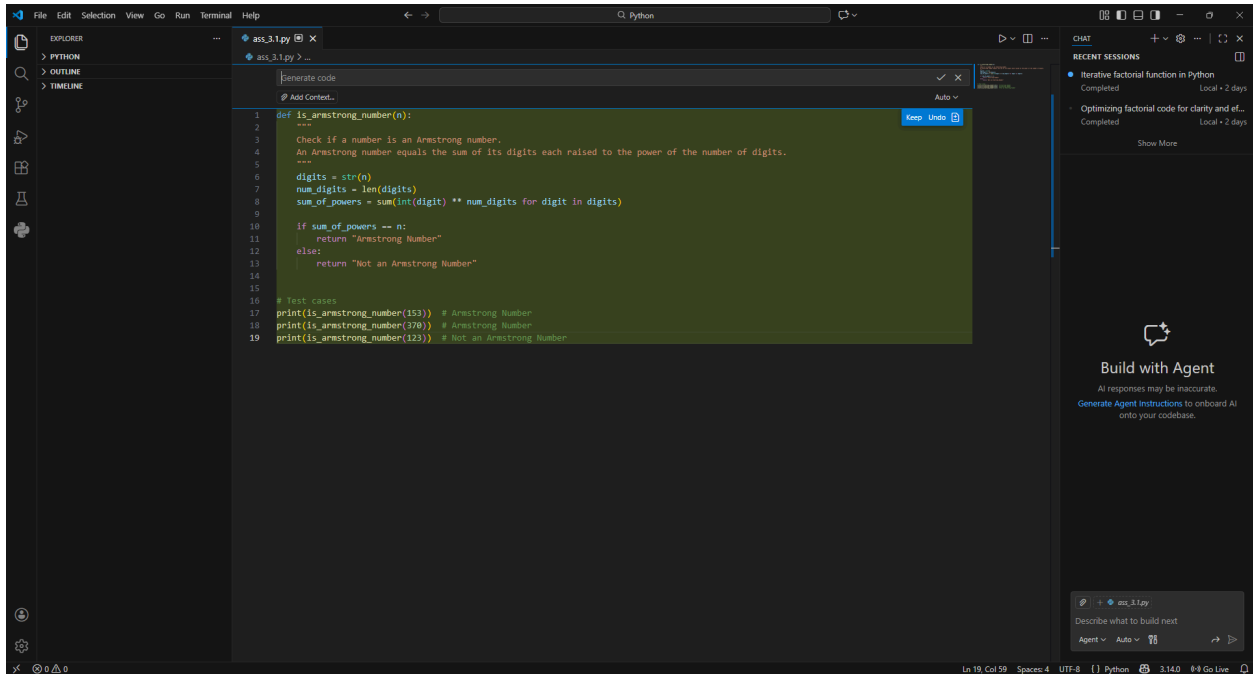 File Edit Selection View Go Run Terminal Help
Python
EXPLORER
PYTHON
OUTLINE
TIMELINE
ass_3.1.py
ass_3.1.py > ...
Generate code
Add Context...
Auto
Keep Undo
1 def is_armstrong_number(n):
2 """
3 Check if a number is an Armstrong number.
4 An Armstrong number equals the sum of its digits each raised to the power of the number of digits.
5 """
6 digits = str(n)
7 num_digits = len(digits)
8 sum_of_powers = sum(int(digit) ** num_digits for digit in digits)
9
10 if sum_of_powers == n:
11 return "Armstrong Number"
12 else:
13 return "Not an Armstrong Number"
14
15
16 # Test cases
17 print(is_armstrong_number(153)) # Armstrong Number
18 print(is_armstrong_number(370)) # Armstrong Number
19 print(is_armstrong_number(123)) # Not an Armstrong Number
CHAT
RECENT SESSIONS
Iterative factorial function in Python
Completed Local • 2 days
Optimizing factorial code for clarity and ef...
Completed Local • 2 days
Show More
Build with Agent
AI responses may be inaccurate.
Generate Agent Instructions to onboard AI
onto your codebase.
ass_3.1.py
Describe what to build next
Agent Auto
0 0 Ln 19, Col 59 Spaces: 4 UTF-8 {} Python 3.14.0 Go Live